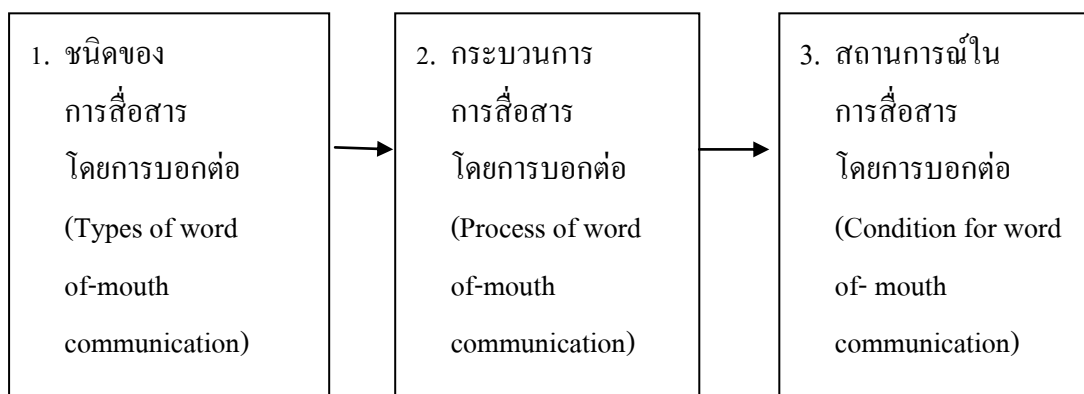 1. ชนิดของ
การสื่อสาร
โดยการบอกต่อ
(Types of word
of-mouth
communication)
2. กระบวนการ
การสื่อสาร
โดยการบอกต่อ
(Process of word
of-mouth
communication)
3. สถานการณ์ใน
การสื่อสาร
โดยการบอกต่อ
(Condition for word
of- mouth
communication)